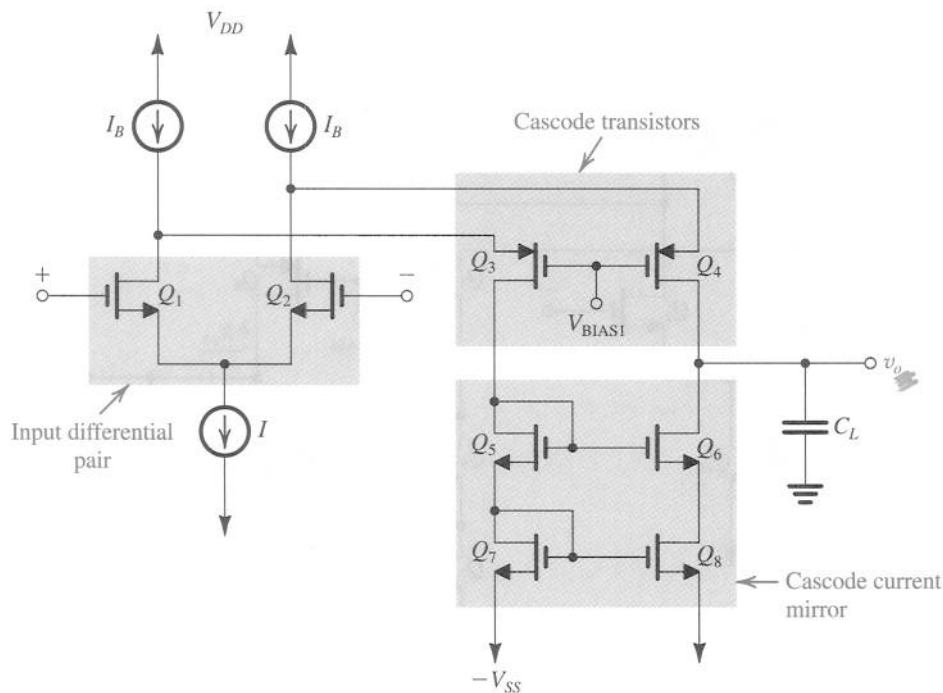 V_DD
I_B
I_B
Cascode transistors
Q_3
Q_4
+
Q_1
Q_2
−
V_BIAS1
v_o
Input differential
pair
I
Q_5
Q_6
C_L
Q_7
Q_8
Cascode current
mirror
−V_SS